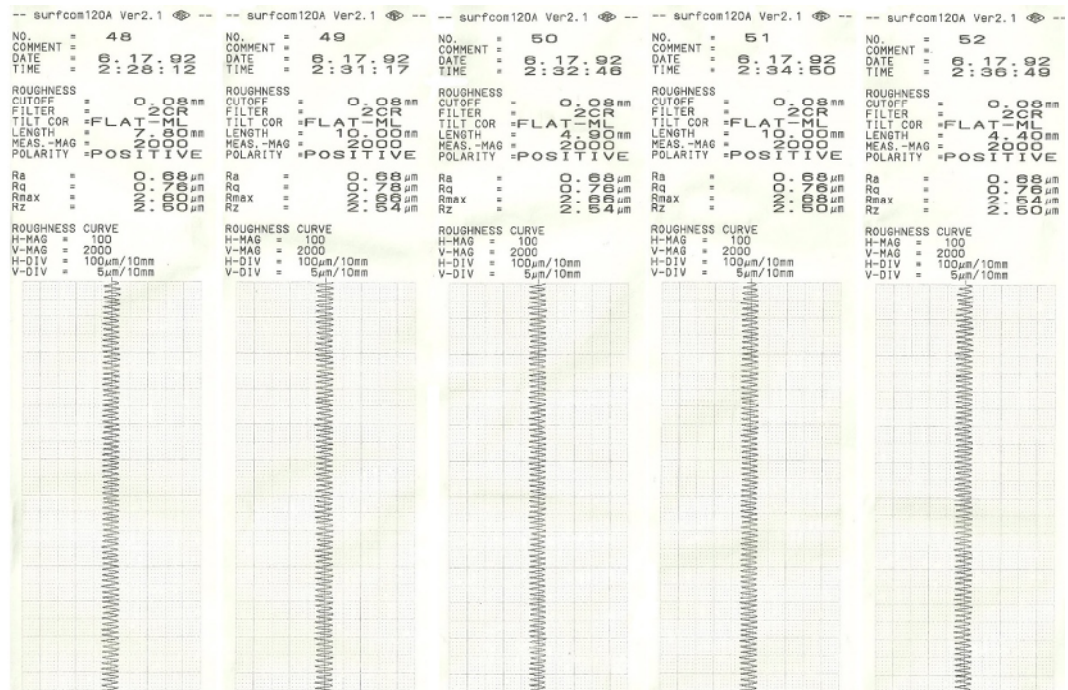 -- surfcom120A Ver2.1 --
NO. = 48
COMMENT =
DATE = 6.17.92
TIME = 2:28:12
ROUGHNESS
CUTOFF = 0.08mm
FILTER = 2CR
TILT COR =FLAT-ML
LENGTH = 7.80mm
MEAS.-MAG = 2000
POLARITY =POSITIVE
Ra = 0.68μm
Rq = 0.76μm
Rmax = 2.60μm
Rz = 2.50μm
ROUGHNESS CURVE
H-MAG = 100
V-MAG = 2000
H-DIV = 100μm/10mm
V-DIV = 5μm/10mm
-- surfcom120A Ver2.1 --
NO. = 49
COMMENT =
DATE = 6.17.92
TIME = 2:31:17
ROUGHNESS
CUTOFF = 0.08mm
FILTER = 2CR
TILT COR =FLAT-ML
LENGTH = 10.00mm
MEAS.-MAG = 2000
POLARITY =POSITIVE
Ra = 0.68μm
Rq = 0.78μm
Rmax = 2.66μm
Rz = 2.54μm
ROUGHNESS CURVE
H-MAG = 100
V-MAG = 2000
H-DIV = 100μm/10mm
V-DIV = 5μm/10mm
-- surfcom120A Ver2.1 --
NO. = 50
COMMENT =
DATE = 6.17.92
TIME = 2:32:46
ROUGHNESS
CUTOFF = 0.08mm
FILTER = 2CR
TILT COR =FLAT-ML
LENGTH = 4.90mm
MEAS.-MAG = 2000
POLARITY =POSITIVE
Ra = 0.68μm
Rq = 0.76μm
Rmax = 2.66μm
Rz = 2.54μm
ROUGHNESS CURVE
H-MAG = 100
V-MAG = 2000
H-DIV = 100μm/10mm
V-DIV = 5μm/10mm
-- surfcom120A Ver2.1 --
NO. = 51
COMMENT =
DATE = 6.17.92
TIME = 2:34:50
ROUGHNESS
CUTOFF = 0.08mm
FILTER = 2CR
TILT COR =FLAT-ML
LENGTH = 10.00mm
MEAS.-MAG = 2000
POLARITY =POSITIVE
Ra = 0.68μm
Rq = 0.76μm
Rmax = 2.68μm
Rz = 2.50μm
ROUGHNESS CURVE
H-MAG = 100
V-MAG = 2000
H-DIV = 100μm/10mm
V-DIV = 5μm/10mm
-- surfcom120A Ver2.1 --
NO. = 52
COMMENT =
DATE = 6.17.92
TIME = 2:36:49
ROUGHNESS
CUTOFF = 0.08mm
FILTER = 2CR
TILT COR =FLAT-ML
LENGTH = 4.40mm
MEAS.-MAG = 2000
POLARITY =POSITIVE
Ra = 0.68μm
Rq = 0.76μm
Rmax = 2.54μm
Rz = 2.50μm
ROUGHNESS CURVE
H-MAG = 100
V-MAG = 2000
H-DIV = 100μm/10mm
V-DIV = 5μm/10mm